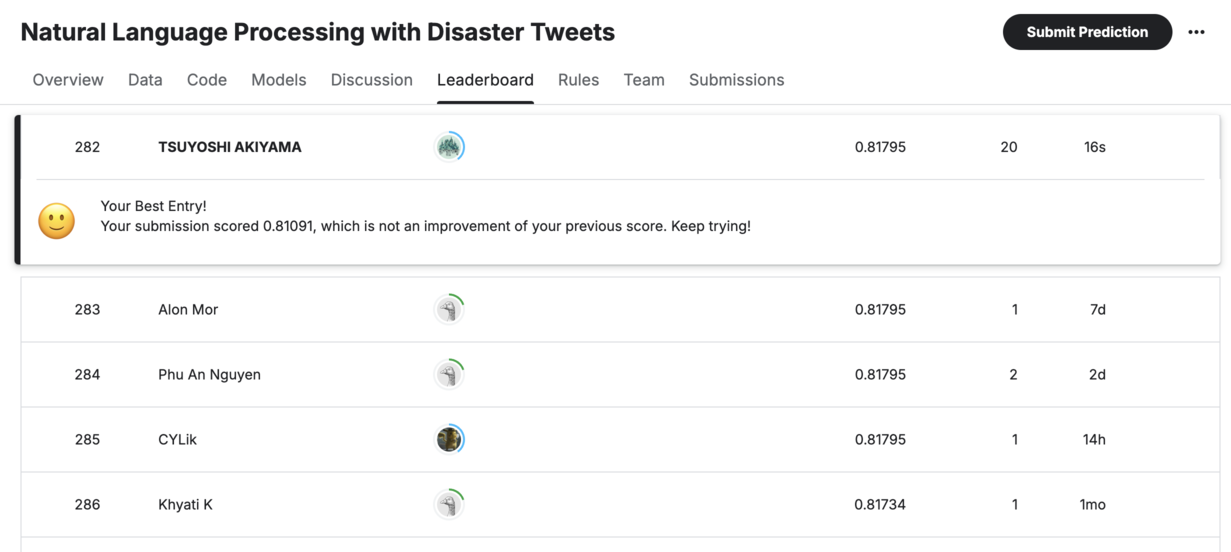 Natural Language Processing with Disaster Tweets
Submit Prediction
Overview Data Code Models Discussion Leaderboard Rules Team Submissions
282 TSUYOSHI AKIYAMA 0.81795 20 16s
Your Best Entry!
Your submission scored 0.81091, which is not an improvement of your previous score. Keep trying!
283 Alon Mor 0.81795 1 7d
284 Phu An Nguyen 0.81795 2 2d
285 CYLik 0.81795 1 14h
286 Khyati K 0.81734 1 1mo